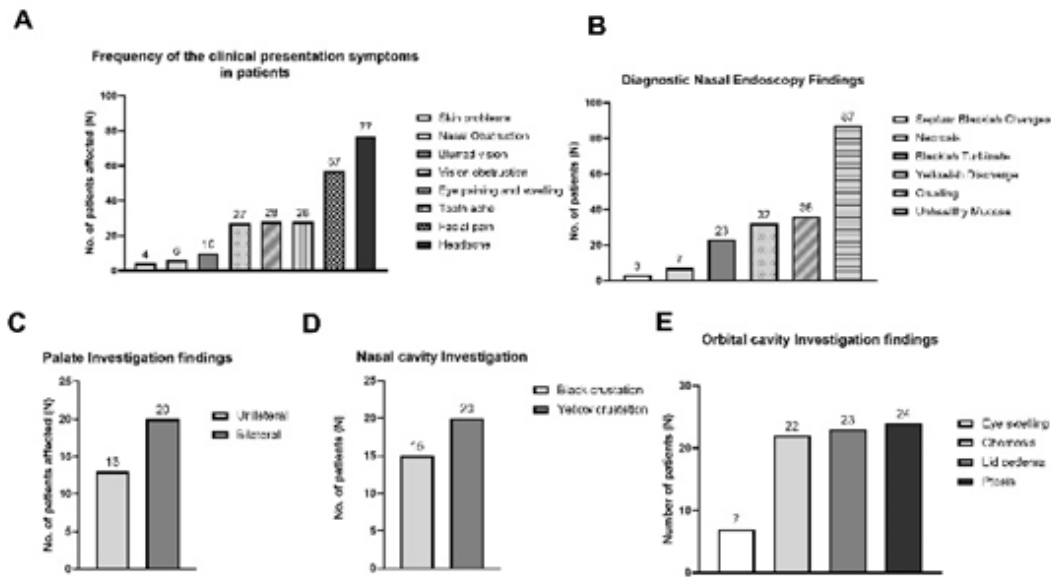 A
Frequency of the clinical presentation symptoms
in patients
No. of patients affected (N)
100
80
60
40
20
0
4
6
10
27
28
28
57
77
Skin problems
Nasal Obstruction
Blurred vision
Vision obstruction
Eye paining and swelling
Tooth ache
Facial pain
Headache
B
Diagnostic Nasal Endoscopy Findings
No. of patients (N)
100
80
60
40
20
0
3
7
23
32
36
87
Septum Blackish Changes
Necrosis
Blackish Turbinate
Yellowish Discharge
Crusting
Unhealthy Mucosa
C
Palate Investigation findings
No. of patients affected (N)
25
20
15
10
5
0
13
20
Unilateral
Bilateral
D
Nasal cavity Investigation
No. of patients (N)
25
20
15
10
5
0
15
20
Black crustation
Yellow crustation
E
Orbital cavity Investigation findings
Number of patients (N)
30
20
10
0
7
22
23
24
Eye swelling
Chemosis
Lid oedema
Ptosis